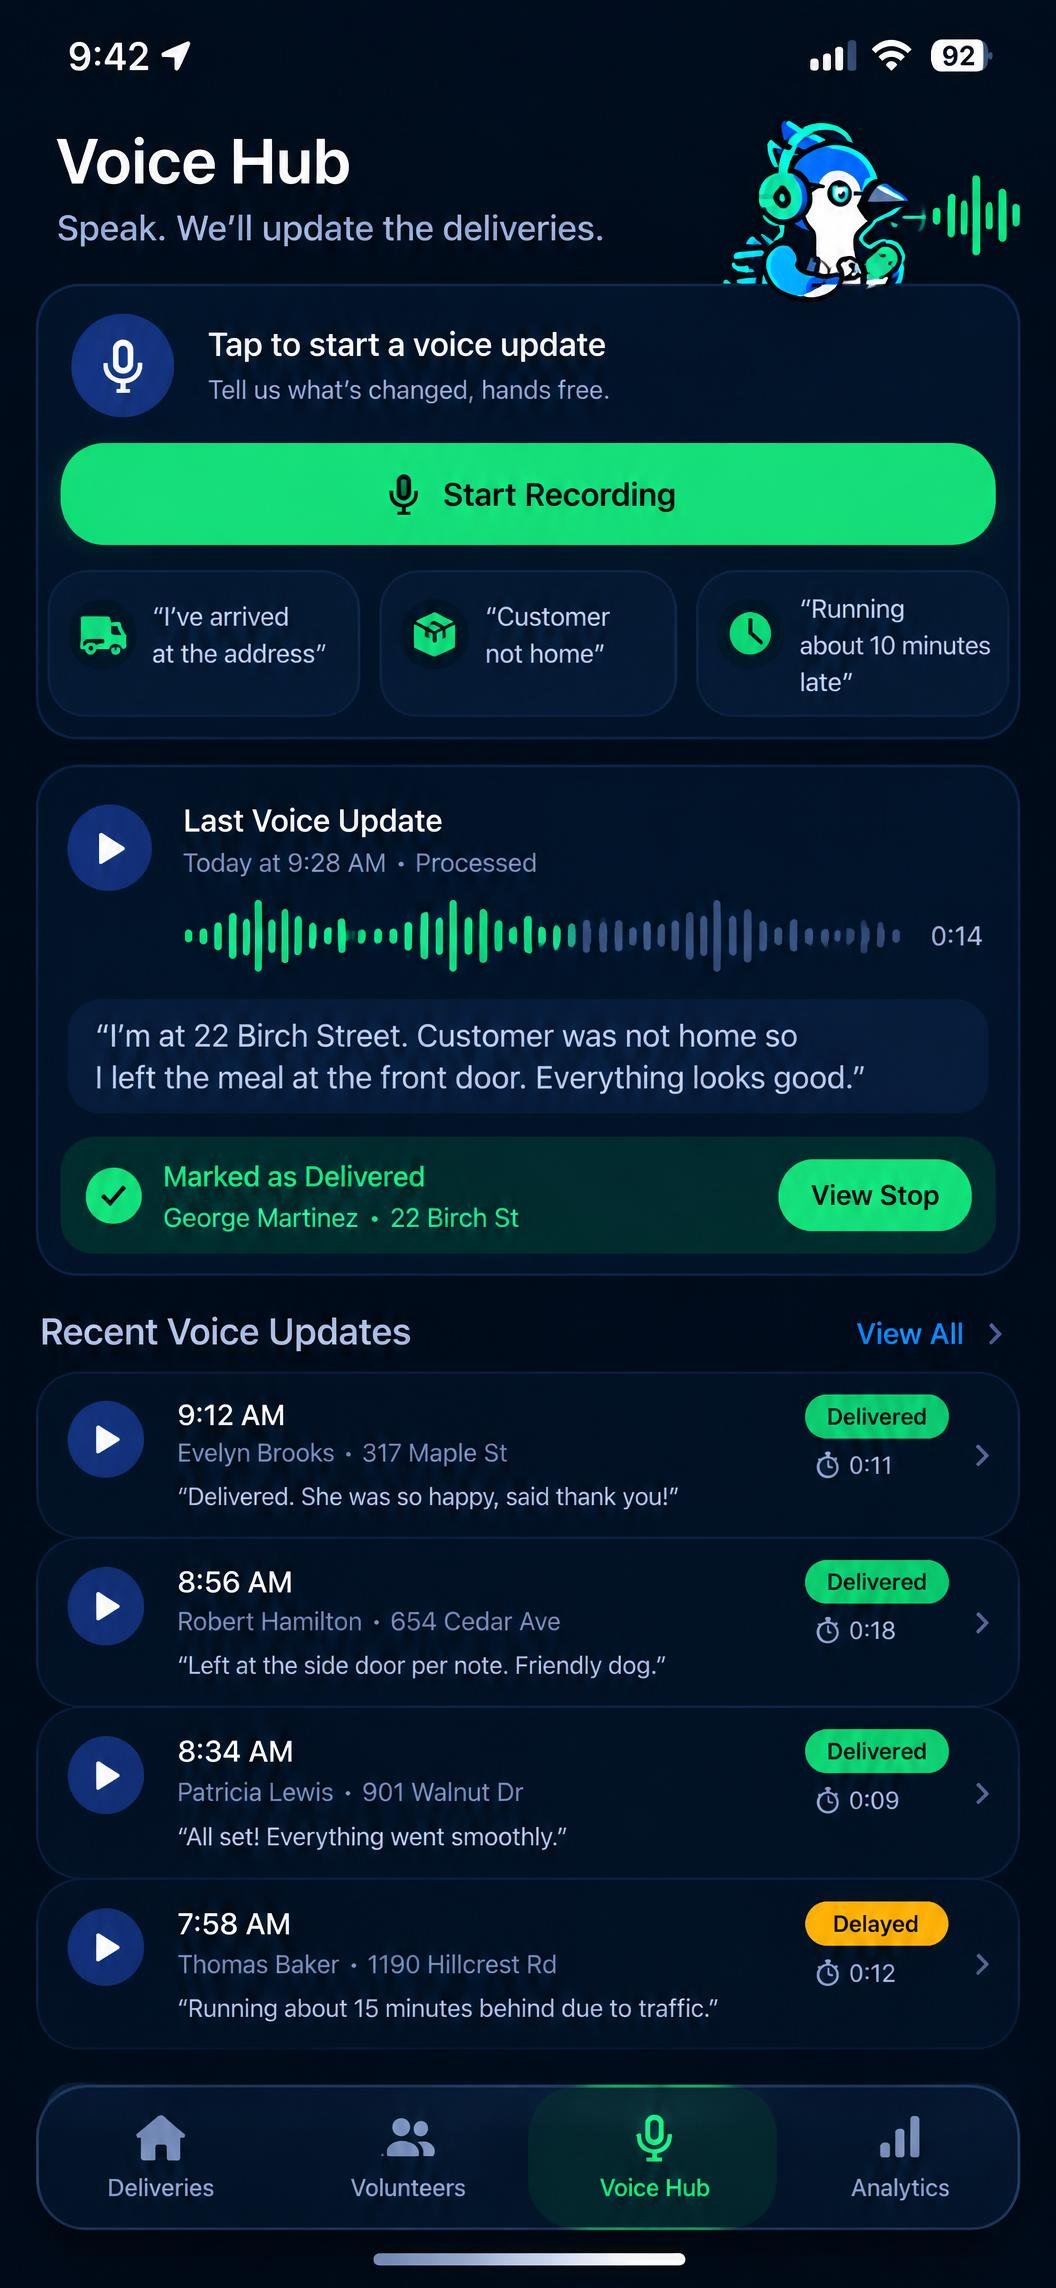 9:42
92
Voice Hub
Speak. We’ll update the deliveries.
Tap to start a voice update
Tell us what’s changed, hands free.
Start Recording
“I’ve arrived
at the address”
“Customer
not home”
“Running
about 10 minutes
late”
Last Voice Update
Today at 9:28 AM • Processed
0:14
“I’m at 22 Birch Street. Customer was not home so
I left the meal at the front door. Everything looks good.”
Marked as Delivered
George Martinez • 22 Birch St
View Stop
Recent Voice Updates
View All
9:12 AM
Delivered
Evelyn Brooks • 317 Maple St
0:11
“Delivered. She was so happy, said thank you!”
8:56 AM
Delivered
Robert Hamilton • 654 Cedar Ave
0:18
“Left at the side door per note. Friendly dog.”
8:34 AM
Delivered
Patricia Lewis • 901 Walnut Dr
0:09
“All set! Everything went smoothly.”
7:58 AM
Delayed
Thomas Baker • 1190 Hillcrest Rd
0:12
“Running about 15 minutes behind due to traffic.”
Deliveries
Volunteers
Voice Hub
Analytics